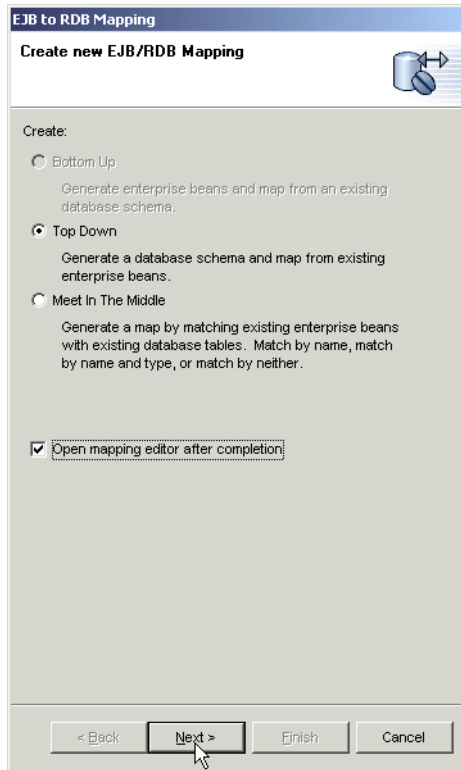 EJB to RDB Mapping
Create new EJB/RDB Mapping
Create:
Bottom Up
Generate enterprise beans and map from an existing
database schema.
Top Down
Generate a database schema and map from existing
enterprise beans.
Meet In The Middle
Generate a map by matching existing enterprise beans
with existing database tables. Match by name, match
by name and type, or match by neither.
Open mapping editor after completion
< Back Next > Finish Cancel